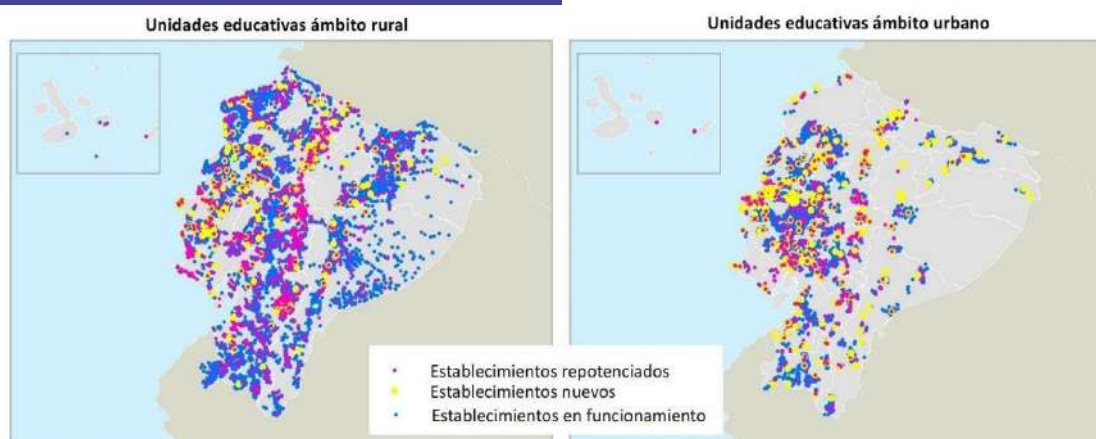 Unidades educativas ámbito rural
Unidades educativas ámbito urbano
Establecimientos repotenciados
Establecimientos nuevos
Establecimientos en funcionamiento